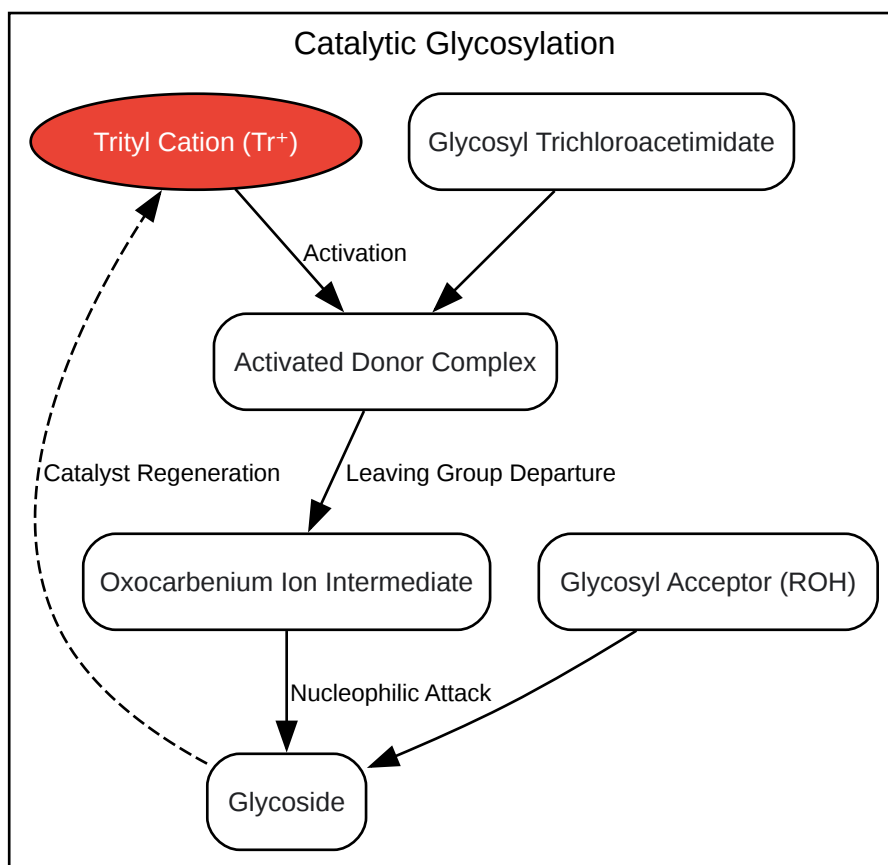 Catalytic Glycosylation
Trityl Cation (Tr⁺)
Glycosyl Trichloroacetimidate
Activation
Activated Donor Complex
Catalyst Regeneration
Leaving Group Departure
Oxocarbenium Ion Intermediate
Glycosyl Acceptor (ROH)
Nucleophilic Attack
Glycoside